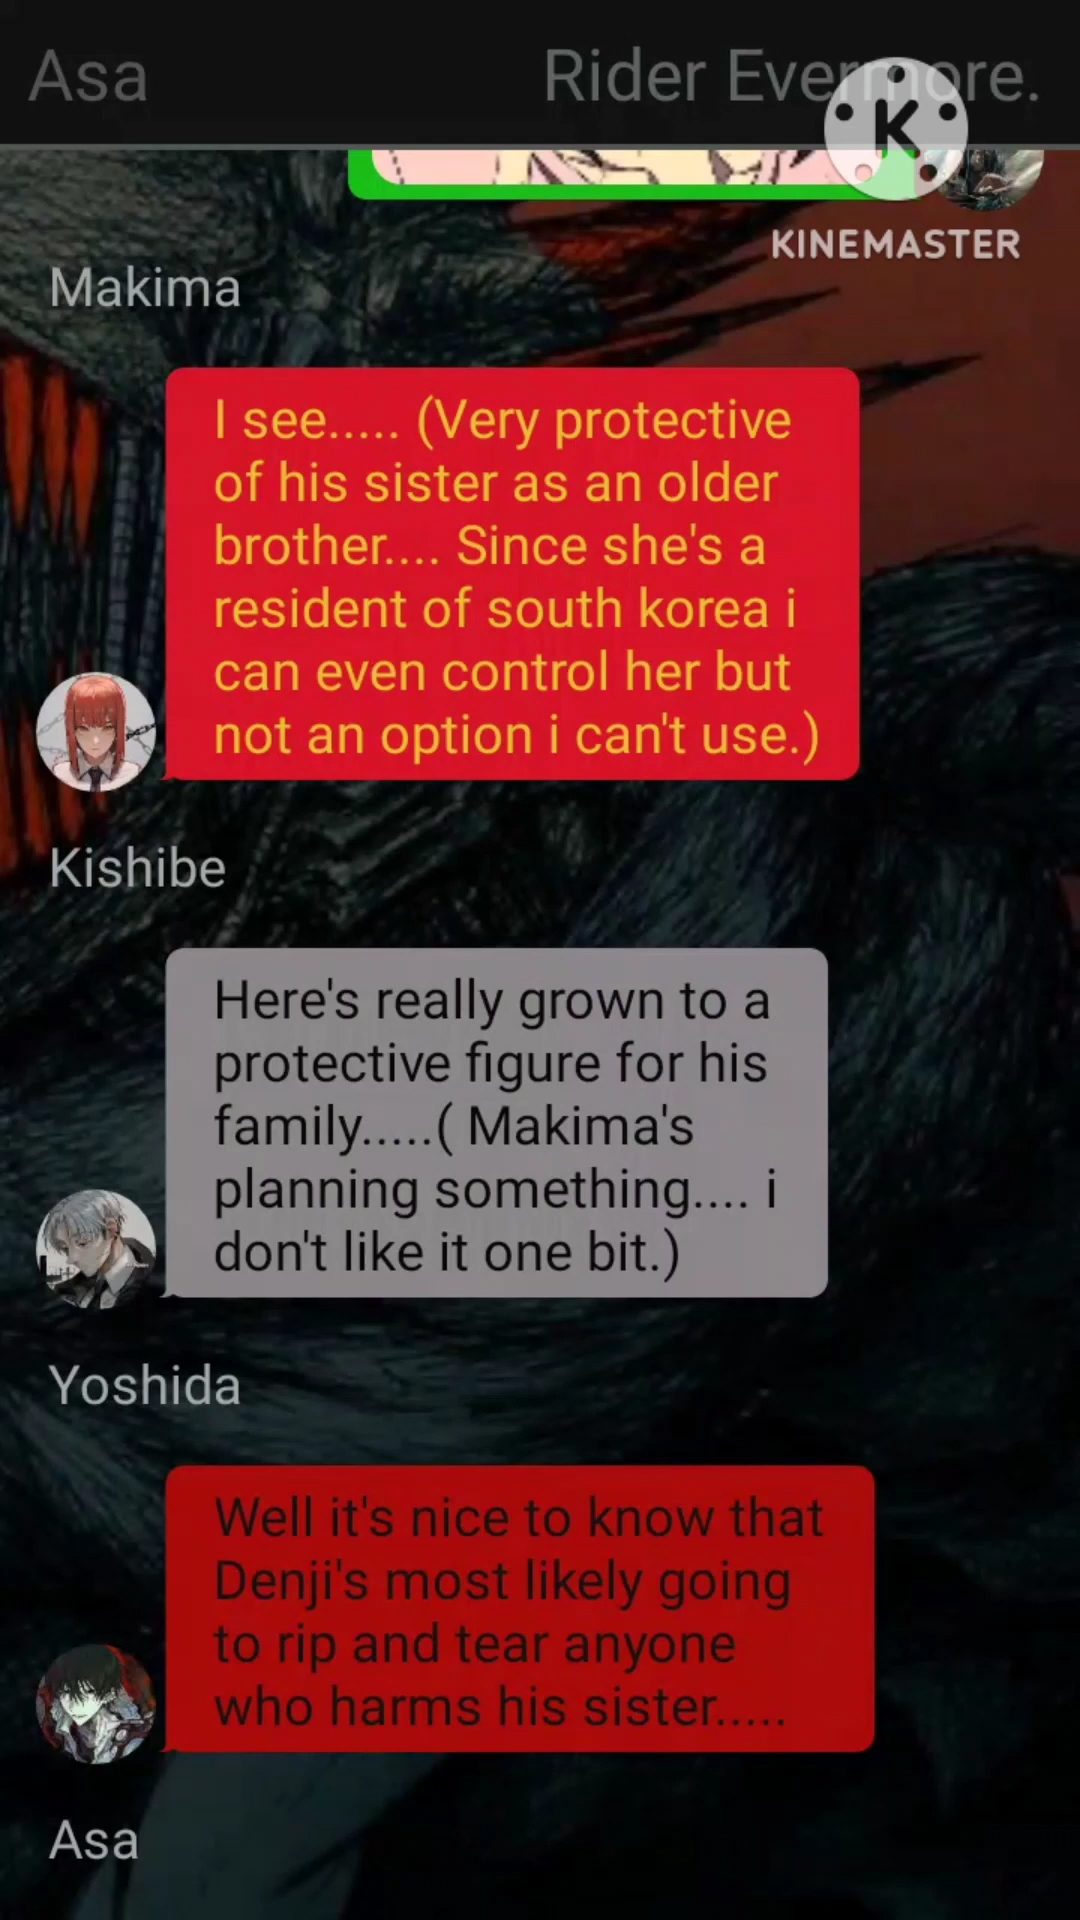 Asa
Rider Evermore.
K
KINEMASTER
Makima
I see..... (Very protective
of his sister as an older
brother.... Since she's a
resident of south korea i
can even control her but
not an option i can't use.)
Kishibe
Here's really grown to a
protective figure for his
family.....( Makima's
planning something.... i
don't like it one bit.)
Yoshida
Well it's nice to know that
Denji's most likely going
to rip and tear anyone
who harms his sister.....
Asa